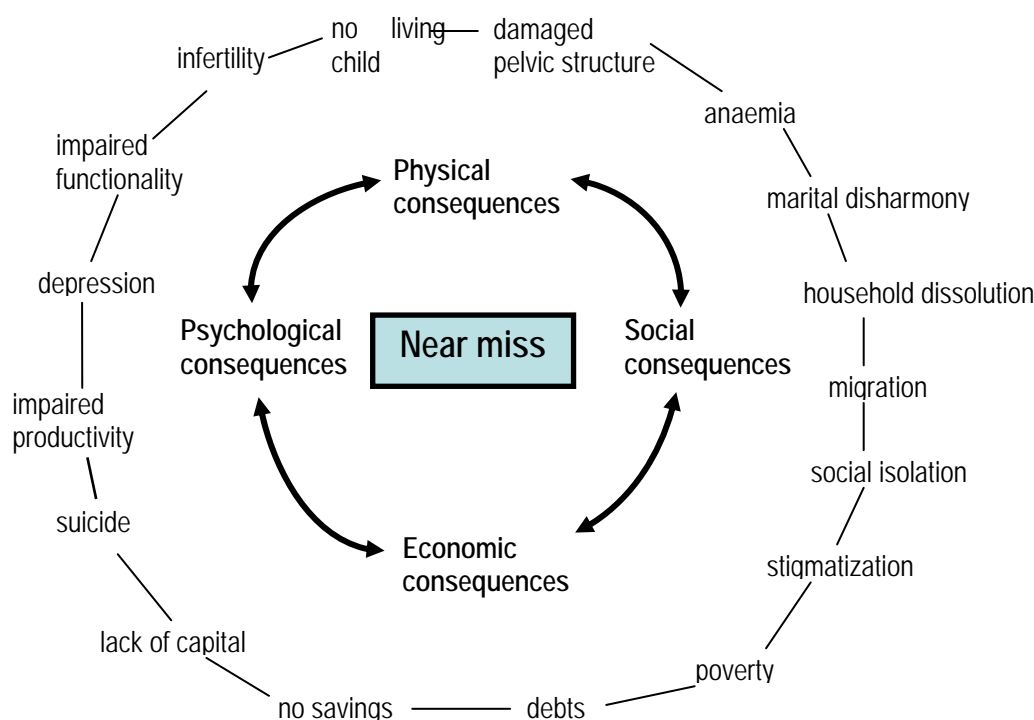 no living
child
damaged
pelvic structure
infertility
anaemia
impaired
functionality
Physical
consequences
marital disharmony
depression
household dissolution
Psychological
consequences
Near miss
Social
consequences
migration
impaired
productivity
social isolation
suicide
Economic
consequences
stigmatization
lack of capital
poverty
no savings
debts